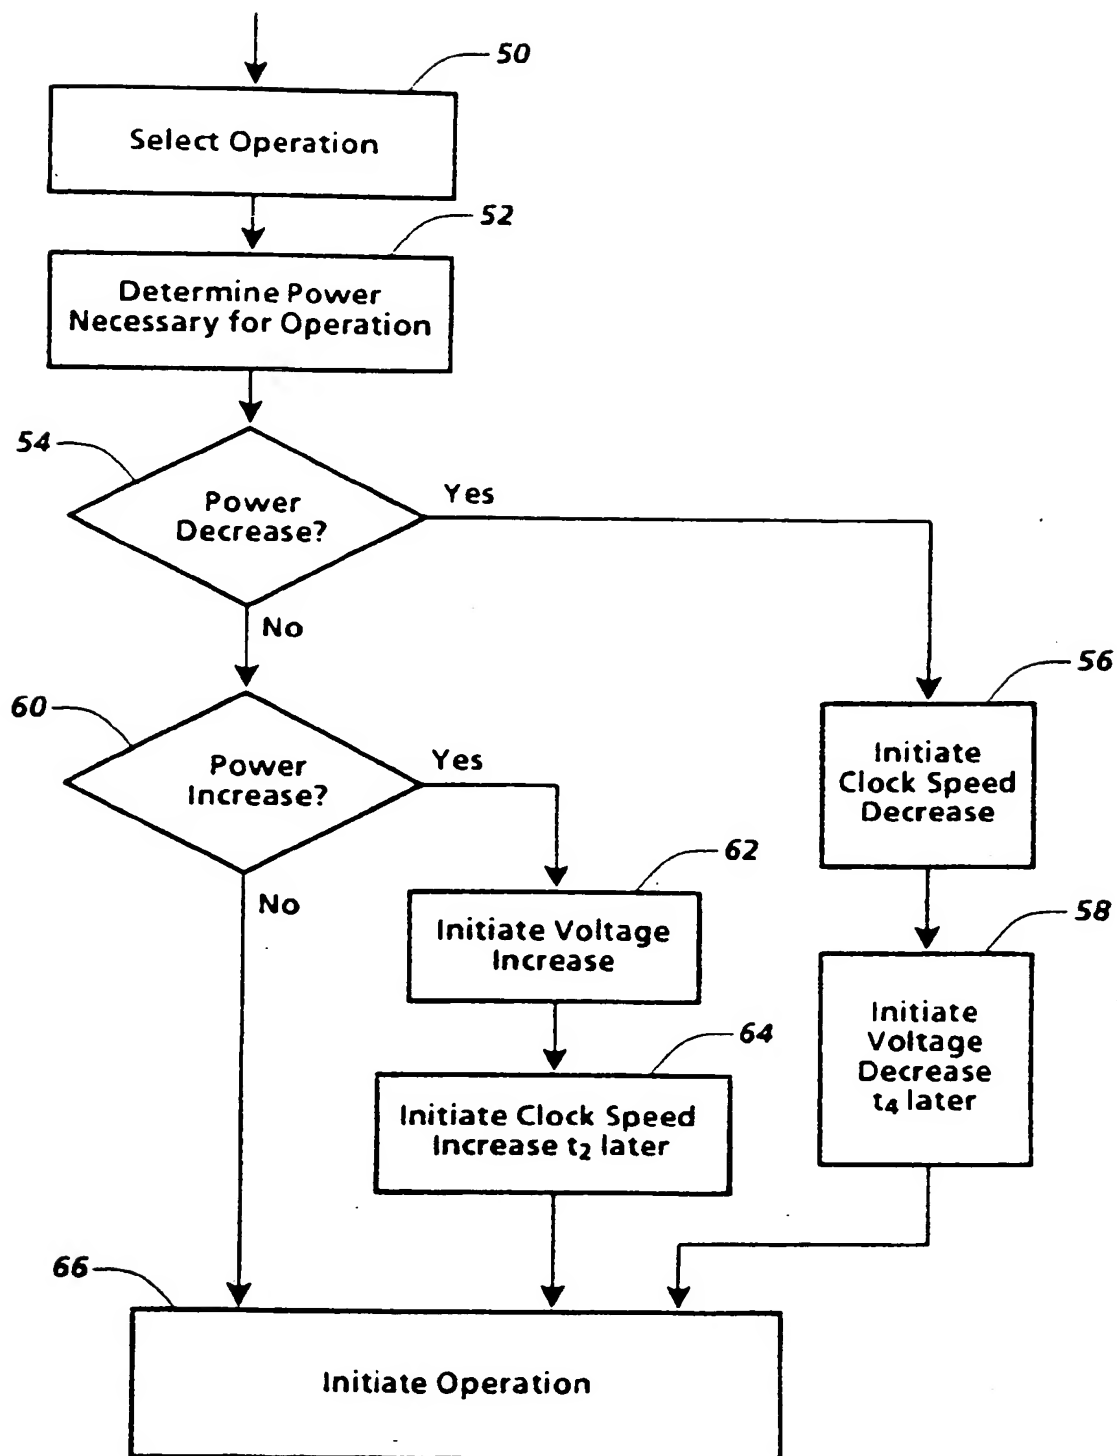 50
Select Operation
52
Determine Power
Necessary for Operation
54
Power
Decrease?
Yes
No
56
Initiate
Clock Speed
Decrease
60
Power
Increase?
Yes
No
62
Initiate Voltage
Increase
58
Initiate
Voltage
Decrease
t₄ later
64
Initiate Clock Speed
Increase t₂ later
66
Initiate Operation